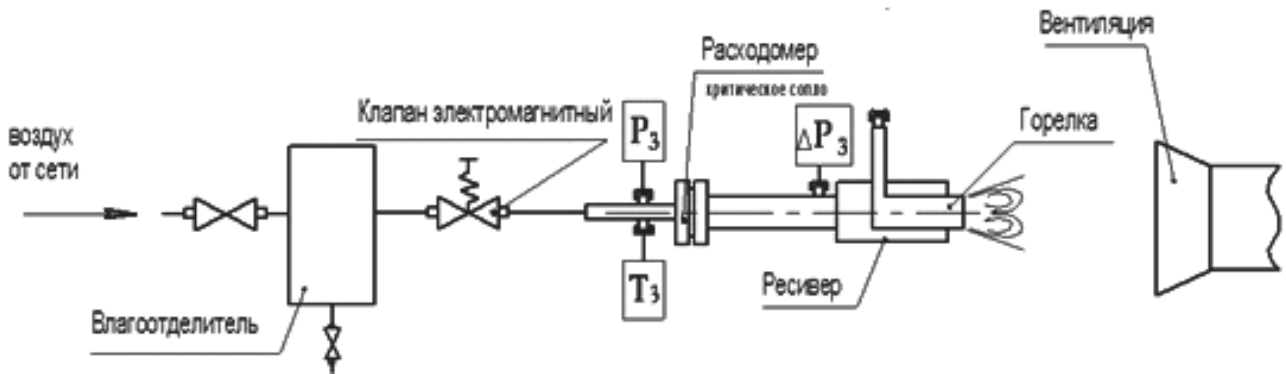 Вентиляция
Расходомер
критическое сопло
Клапан электромагнитный
P3
ΔP3
Горелка
воздух
от сети
T3
Ресивер
Влагоотделитель